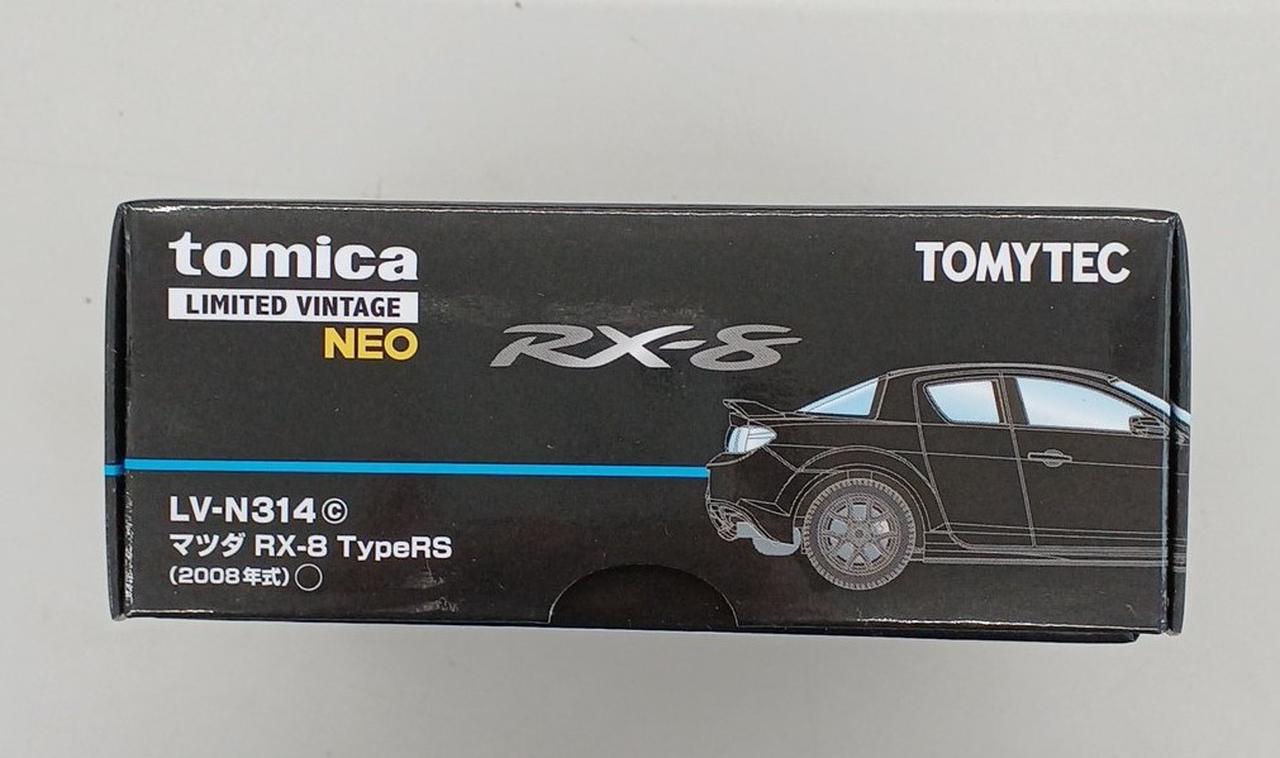 tomica
LIMITED VINTAGE
NEO
TOMYTEC
RX-8
LV-N314 ©
マツダ RX-8 TypeRS
(2008年式)